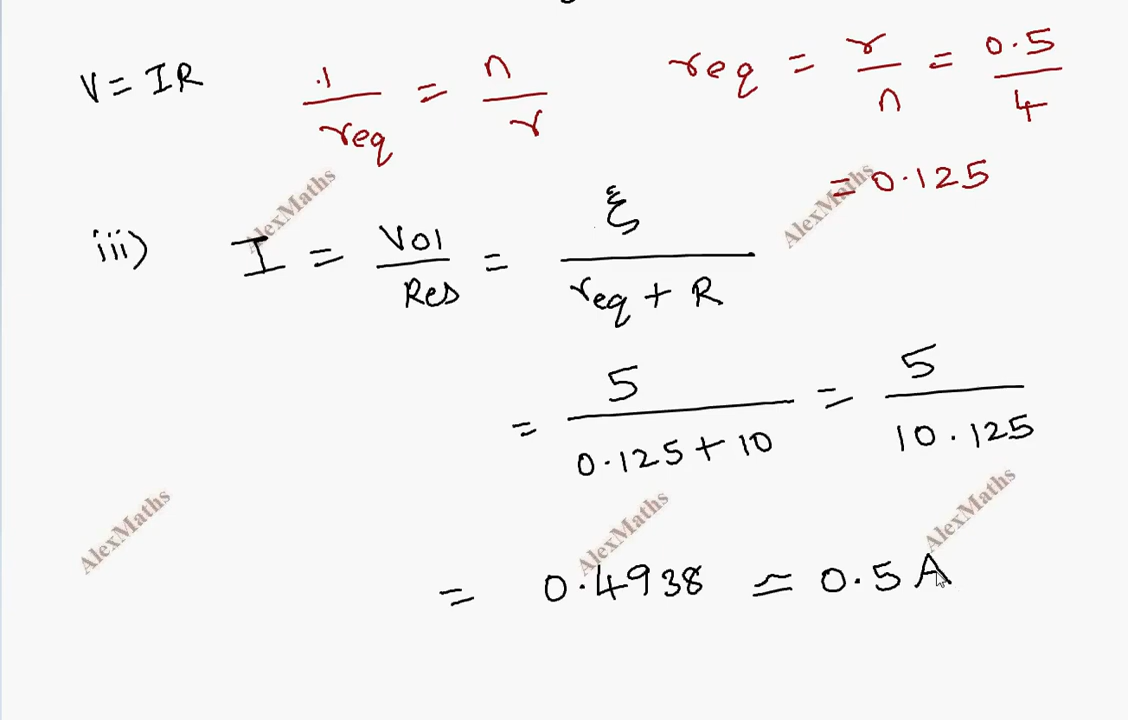 V = IR 1/req = n/r req = r/n = 0.5/4
= 0.125
iii) I = Vol/Res = ξ/(req + R)
= 5/(0.125 + 10) = 5/10.125
= 0.4938 ≃ 0.5 A
AlexMaths
AlexMaths
AlexMaths
AlexMaths
AlexMaths